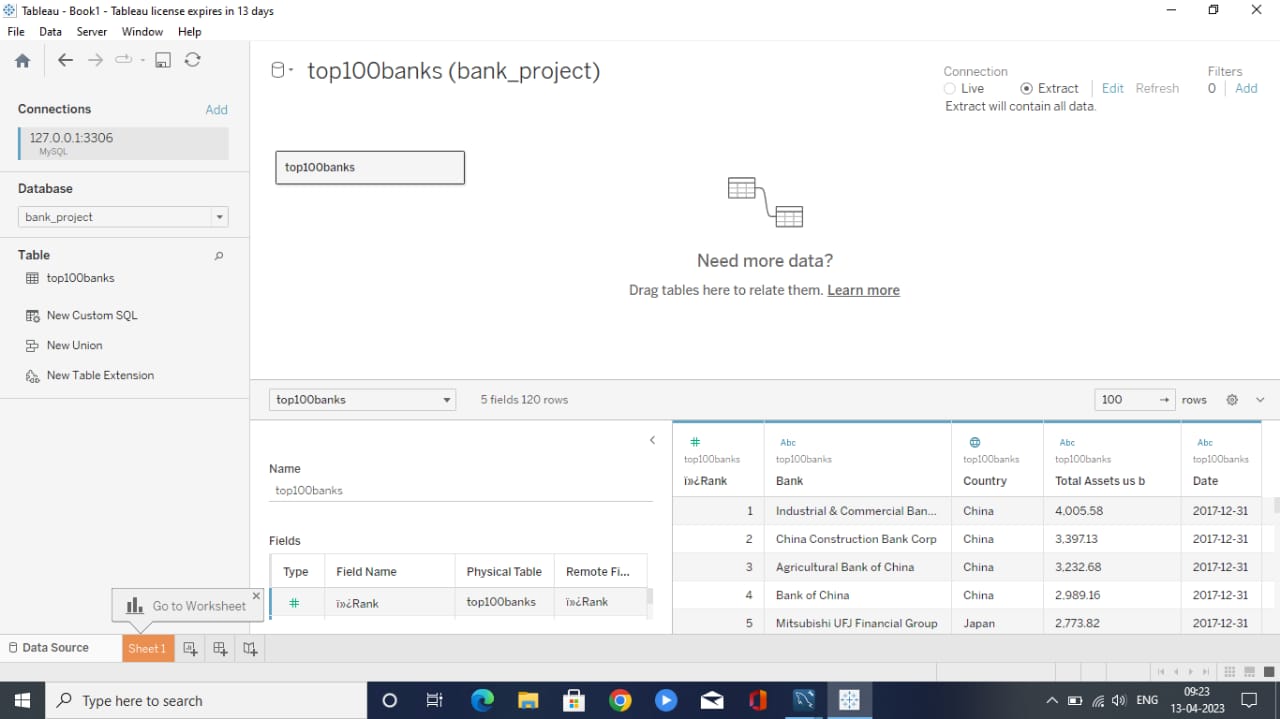 Tableau - Book1 - Tableau license expires in 13 days
File Data Server Window Help
Connections Add
127.0.0.1:3306
MySQL
Database
bank_project
Table
top100banks
New Custom SQL
New Union
New Table Extension
top100banks (bank_project)
Connection
Live Extract Edit Refresh
Extract will contain all data.
Filters
0 Add
top100banks
Need more data?
Drag tables here to relate them. Learn more
top100banks 5 fields 120 rows 100 → rows
Name
top100banks
Fields
Type Field Name Physical Table Remote Fi...
# ï»¿Rank top100banks ï»¿Rank
# Abc Abc Abc
top100banks top100banks top100banks top100banks top100banks
ï»¿Rank Bank Country Total Assets us b Date
1 Industrial & Commercial Ban... China 4,005.58 2017-12-31
2 China Construction Bank Corp China 3,397.13 2017-12-31
3 Agricultural Bank of China China 3,232.68 2017-12-31
4 Bank of China China 2,989.16 2017-12-31
5 Mitsubishi UFJ Financial Group Japan 2,773.82 2017-12-31
Go to Worksheet
Data Source Sheet 1
Type here to search
ENG
09:23
13-04-2023